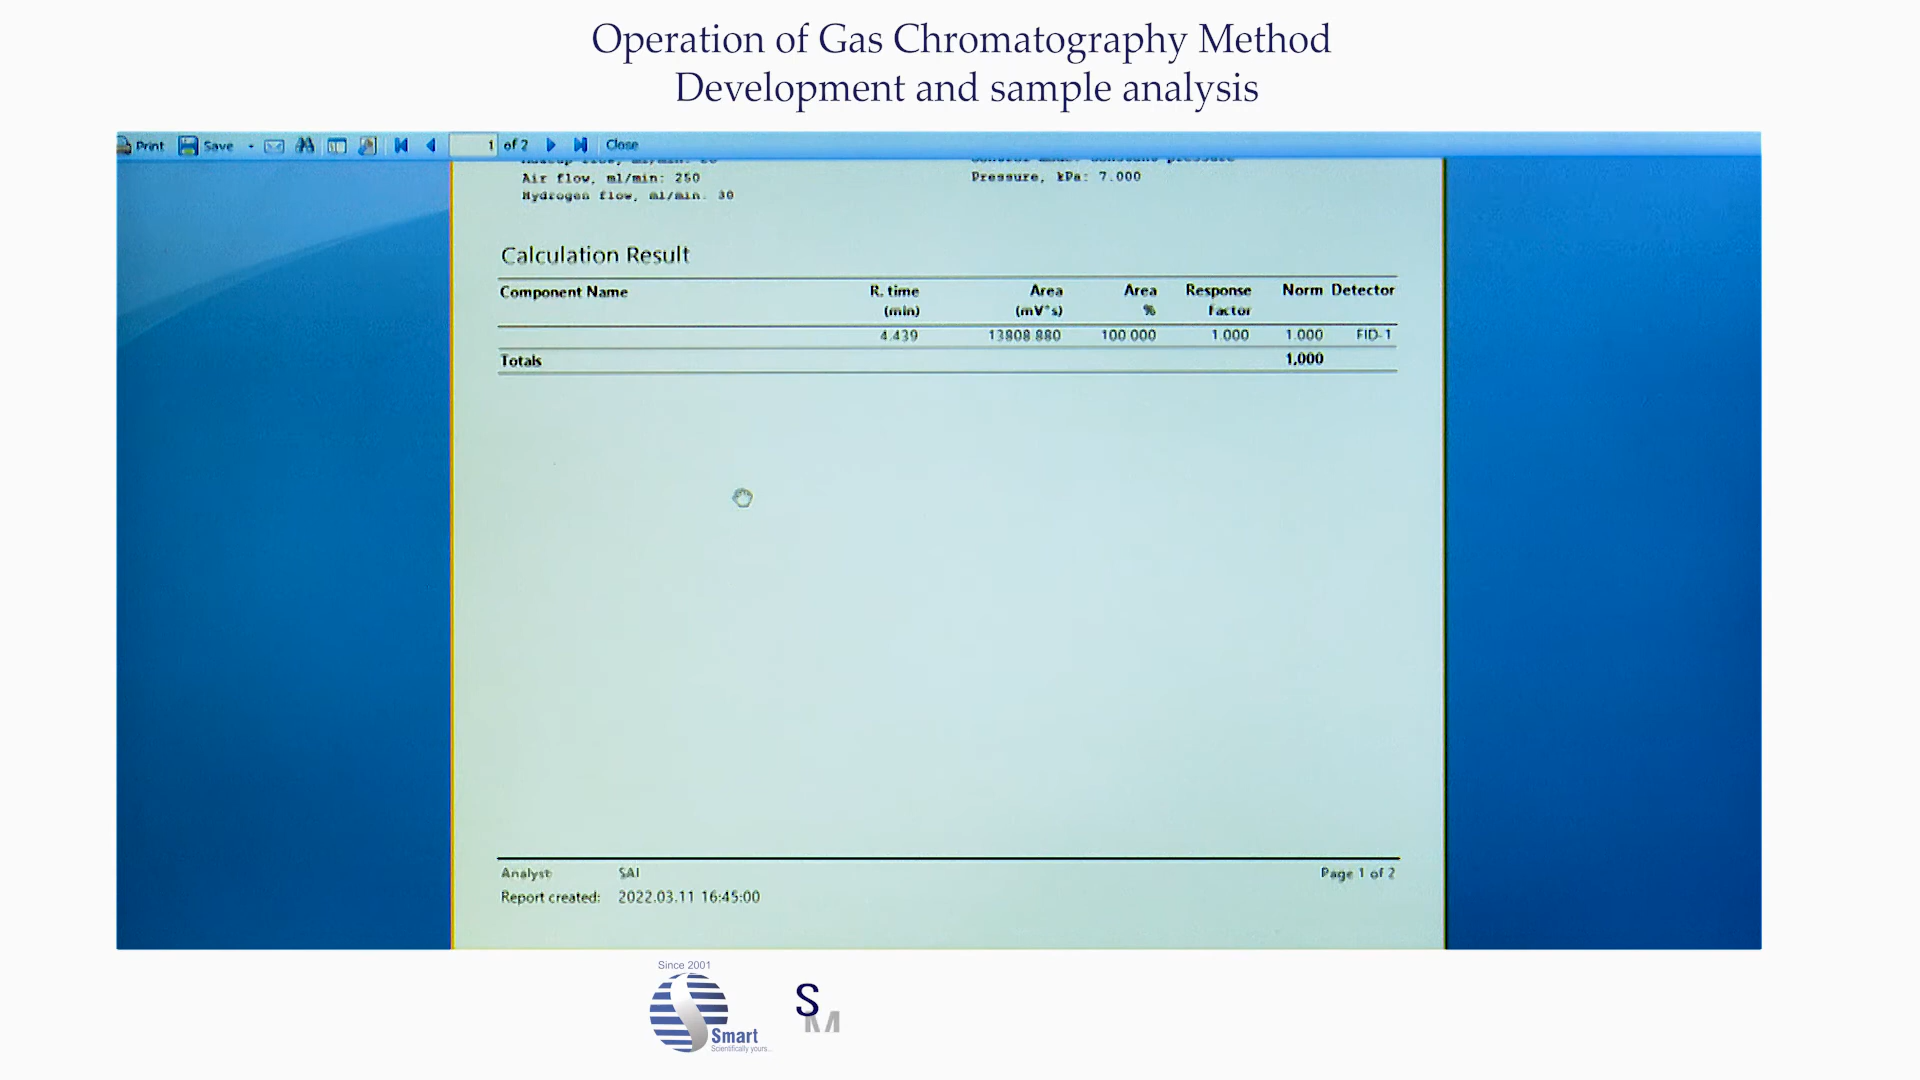 Operation of Gas Chromatography Method
Development and sample analysis
Print Save 1 of 2 Close
Air flow, ml/min: 250 Pressure, kPa: 7.000
Hydrogen flow, ml/min: 30
Calculation Result
Component Name R. time Area Area Response Norm Detector
(min) (mV*s) % Factor
4.439 13808.880 100.000 1.000 1.000 FID-1
Totals 1,000
Analyst: SAI Page 1 of 2
Report created: 2022.03.11 16:45:00
Since 2001
Smart
Scientifically yours...
S
M